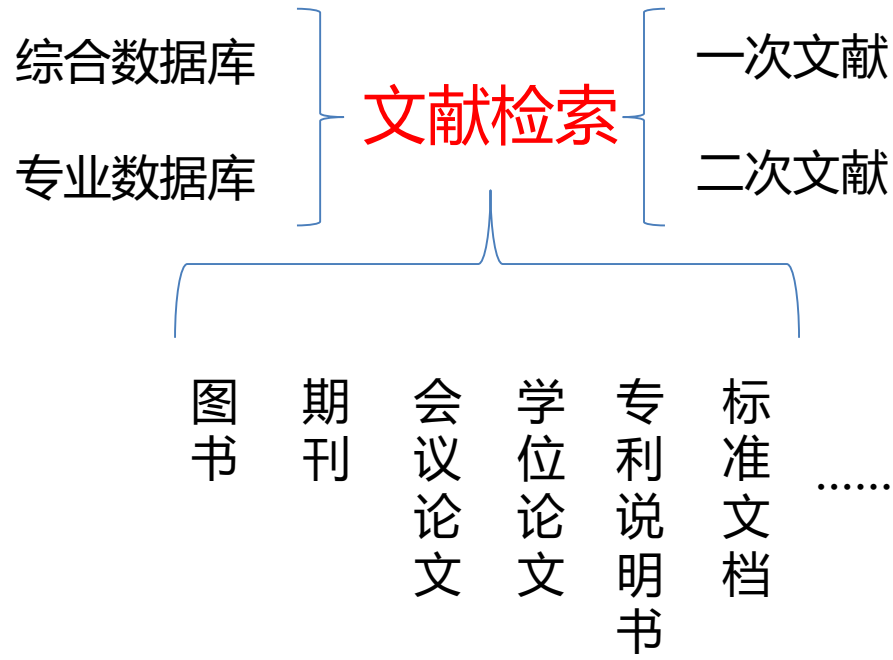 综合数据库
专业数据库
文献检索
一次文献
二次文献
图书
期刊
会议论文
学位论文
专利说明书
标准文档
……